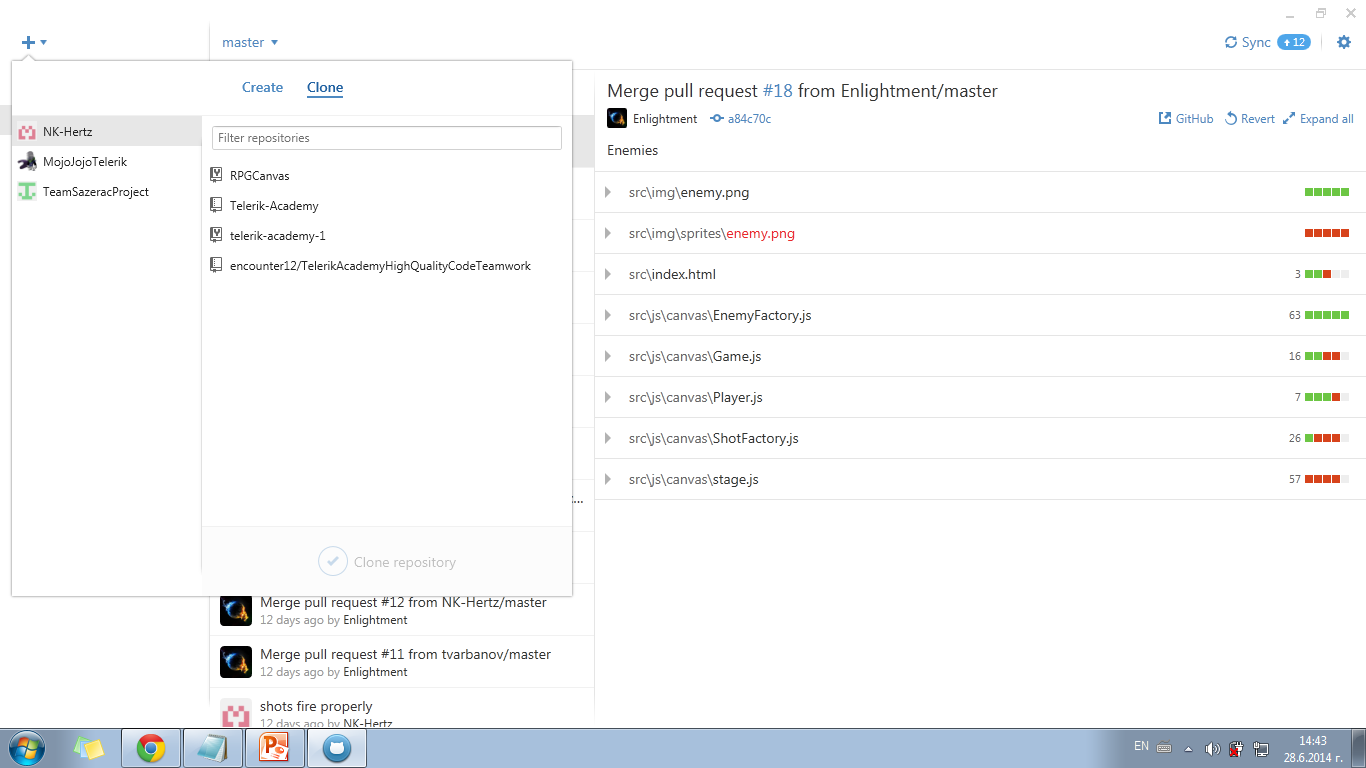 master
Sync 12
Create Clone
NK-Hertz
MojoJojoTelerik
TeamSazeracProject
Filter repositories
RPGCanvas
Telerik-Academy
telerik-academy-1
encounter12/TelerikAcademyHighQualityCodeTeamwork
Clone repository
...
Merge pull request #12 from NK-Hertz/master
12 days ago by Enlightment
Merge pull request #11 from tvarbanov/master
12 days ago by Enlightment
shots fire properly
12 days ago by NK-Hertz
Merge pull request #18 from Enlightment/master
Enlightment a84c70c
GitHub Revert Expand all
Enemies
src\img\enemy.png
src\img\sprites\enemy.png
src\index.html 3
src\js\canvas\EnemyFactory.js 63
src\js\canvas\Game.js 16
src\js\canvas\Player.js 7
src\js\canvas\ShotFactory.js 26
src\js\canvas\stage.js 57
EN
14:43
28.6.2014 г.